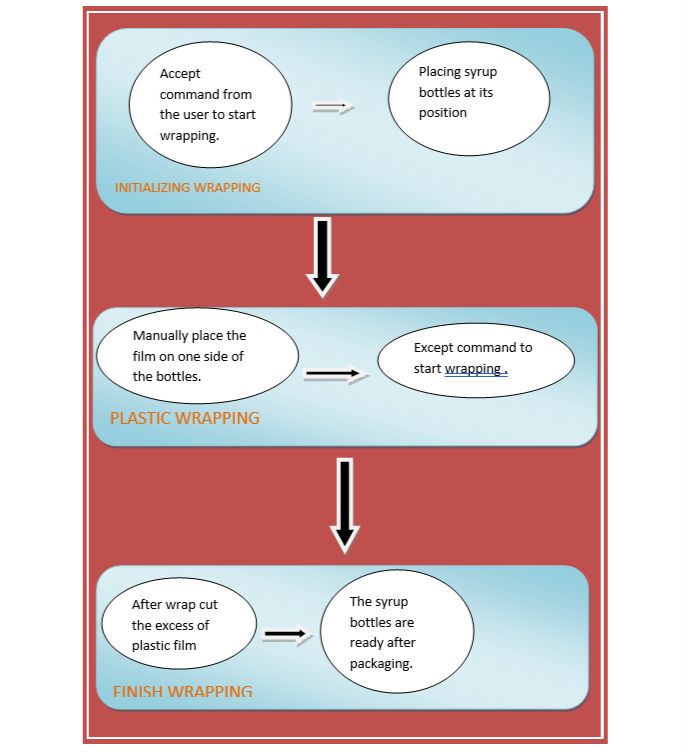 Accept
command from
the user to start
wrapping.
Placing syrup
bottles at its
position
INITIALIZING WRAPPING
Manually place the
film on one side of
the bottles.
Except command to
start wrapping .
PLASTIC WRAPPING
After wrap cut
the excess of
plastic film
The syrup
bottles are
ready after
packaging.
FINISH WRAPPING